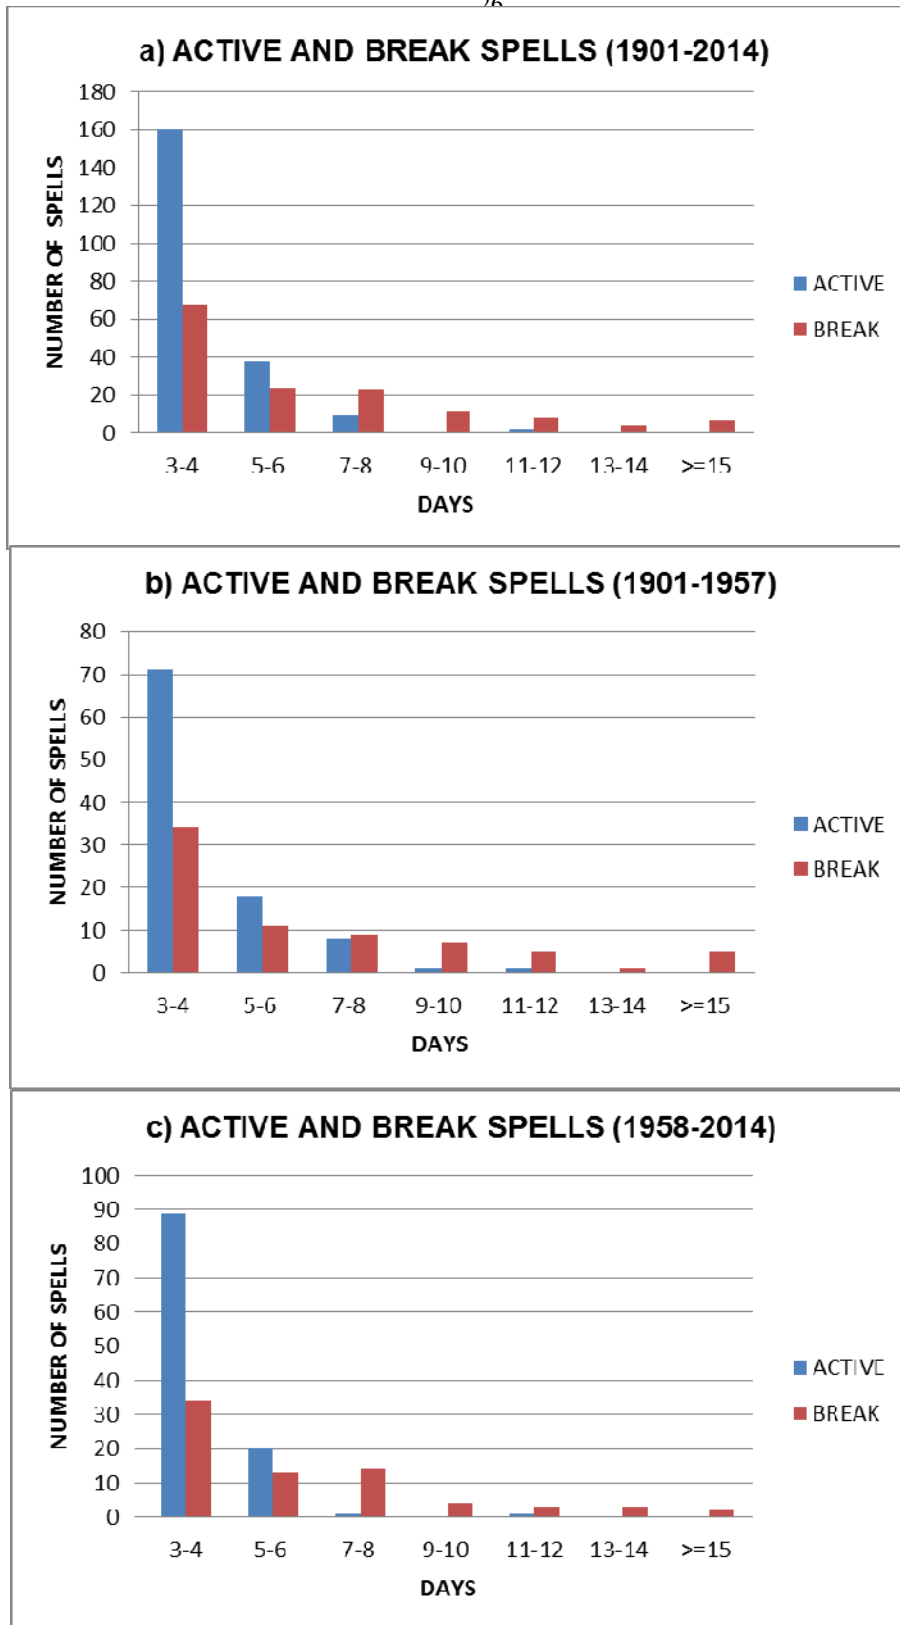 a) ACTIVE AND BREAK SPELLS (1901-2014)
180
160
140
120
100
80
60
40
20
0
NUMBER OF SPELLS
3-4 5-6 7-8 9-10 11-12 13-14 >=15
DAYS
ACTIVE
BREAK
b) ACTIVE AND BREAK SPELLS (1901-1957)
80
70
60
50
40
30
20
10
0
NUMBER OF SPELLS
3-4 5-6 7-8 9-10 11-12 13-14 >=15
DAYS
ACTIVE
BREAK
c) ACTIVE AND BREAK SPELLS (1958-2014)
100
90
80
70
60
50
40
30
20
10
0
NUMBER OF SPELLS
3-4 5-6 7-8 9-10 11-12 13-14 >=15
DAYS
ACTIVE
BREAK